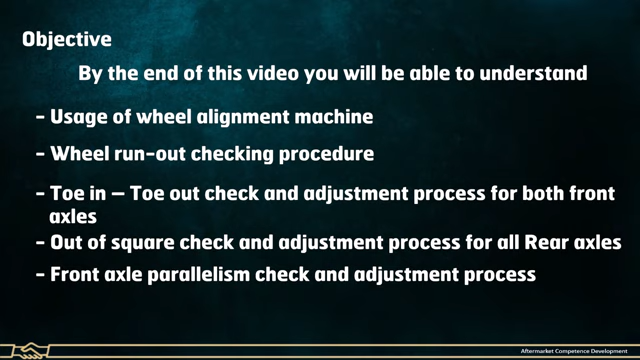 Objective
By the end of this video you will be able to understand
- Usage of wheel alignment machine
- Wheel run-out checking procedure
- Toe in – Toe out check and adjustment process for both front
axles
- Out of square check and adjustment process for all Rear axles
- Front axle parallelism check and adjustment process
Aftermarket Competence Development